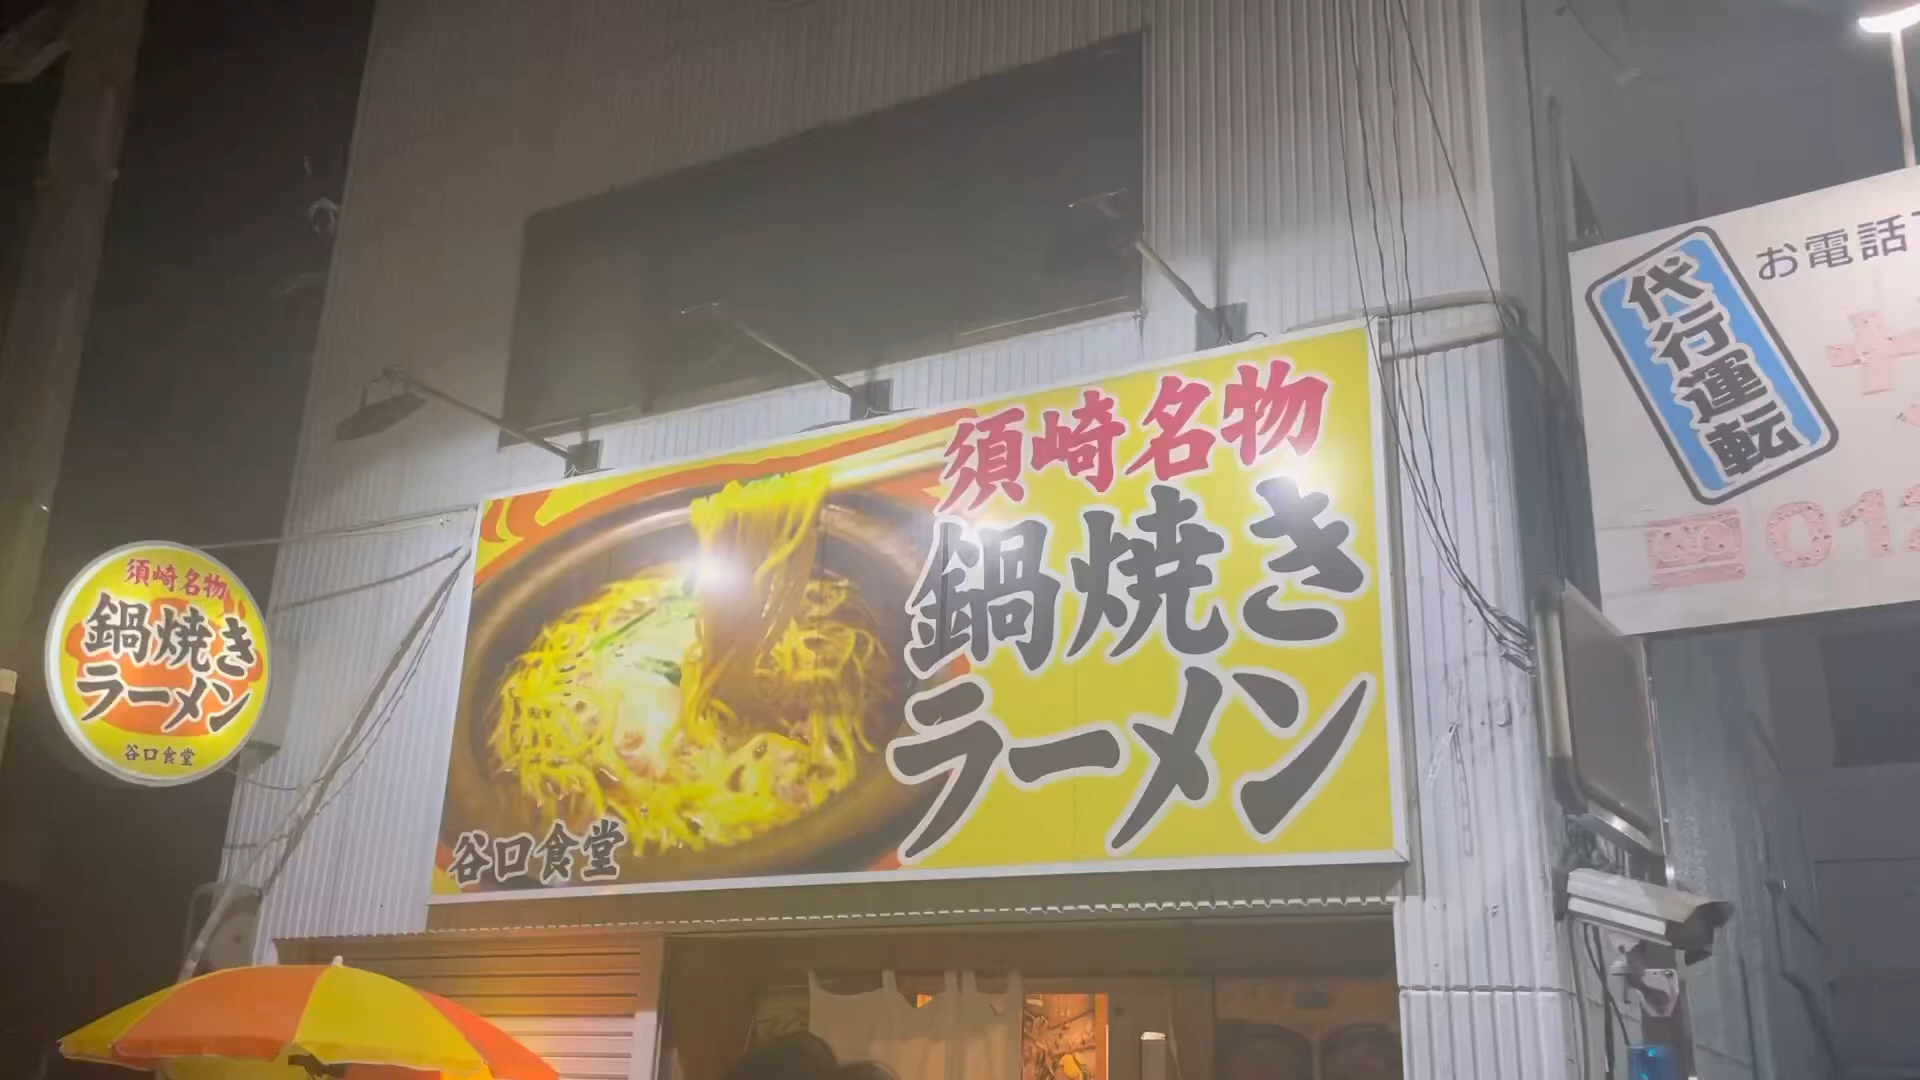 須崎名物
鍋焼き
ラーメン
谷口食堂
須崎名物
鍋焼き
ラーメン
谷口食堂
代行運転
お電話
012